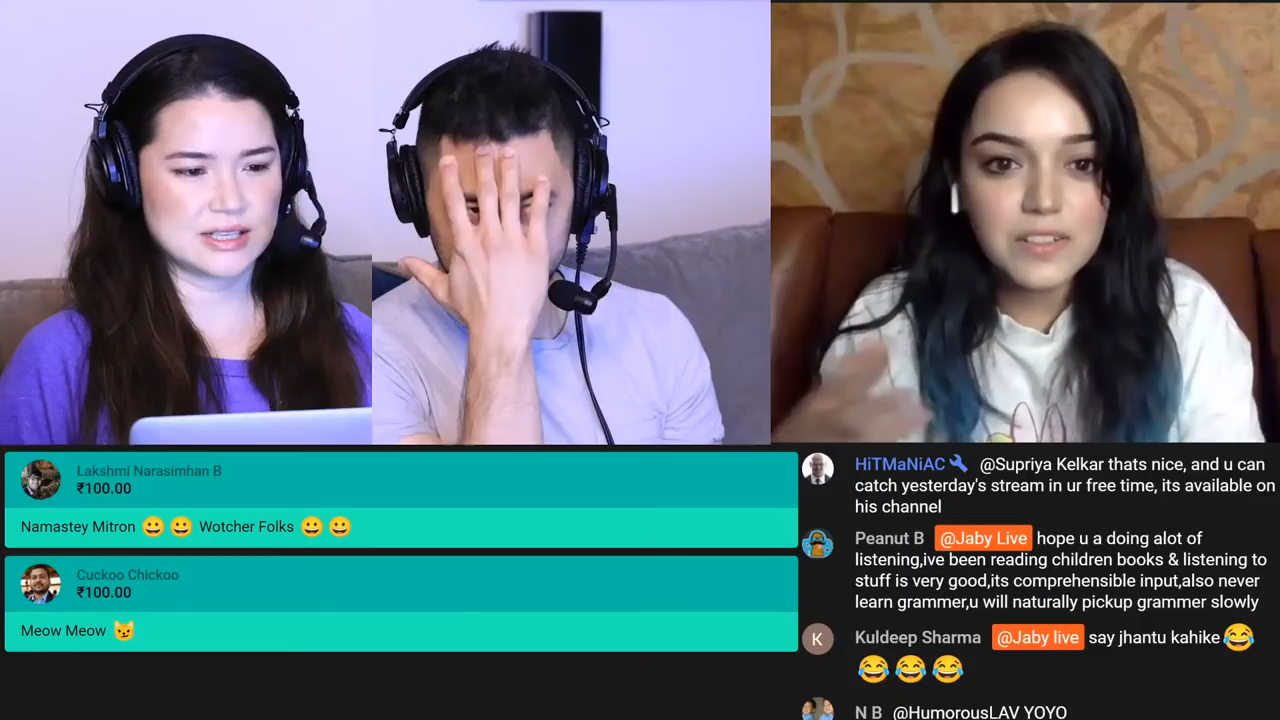 Lakshmi Narasimhan B
₹100.00
Namastey Mitron 😀 😀 Wotcher Folks 😀 😀
Cuckoo Chickoo
₹100.00
Meow Meow 😼
HiTMaNiAC 🔧 @Supriya Kelkar thats nice, and u can
catch yesterday's stream in ur free time, its available on
his channel
Peanut B @Jaby Live hope u a doing alot of
listening,ive been reading children books & listening to
stuff is very good,its comprehensible input,also never
learn grammer,u will naturally pickup grammer slowly
K
Kuldeep Sharma @Jaby live say jhantu kahike 😂
😂 😂 😂
N B @HumorousLAV YOYO